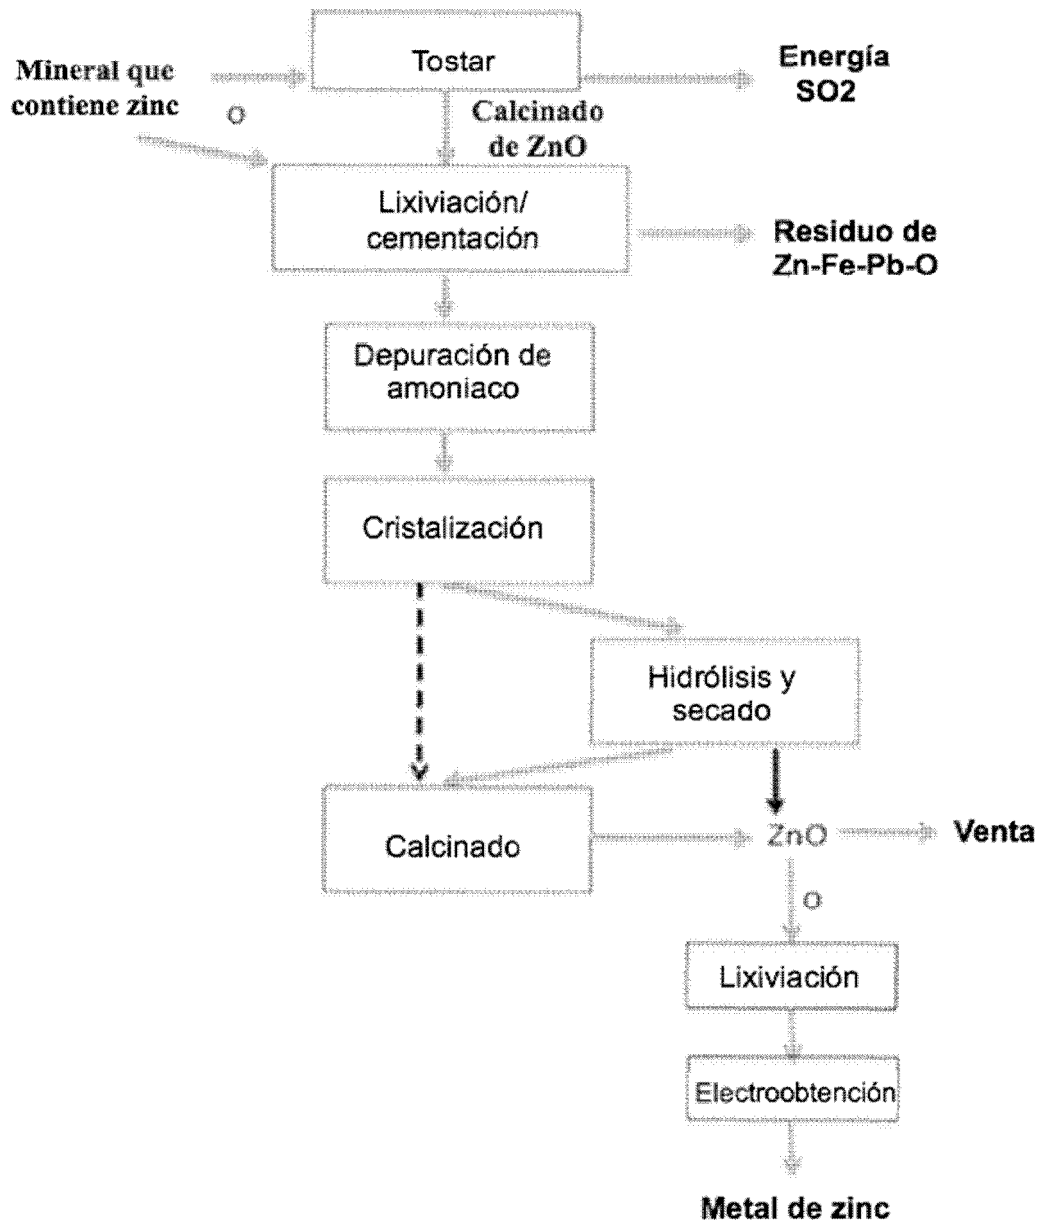 Tostar
Mineral que
contiene zinc
Energía
SO2
o
Calcinado
de ZnO
Lixiviación/
cementación
Residuo de
Zn-Fe-Pb-O
Depuración de
amoniaco
Cristalización
Hidrólisis y
secado
Calcinado
ZnO
Venta
o
Lixiviación
Electroobtención
Metal de zinc